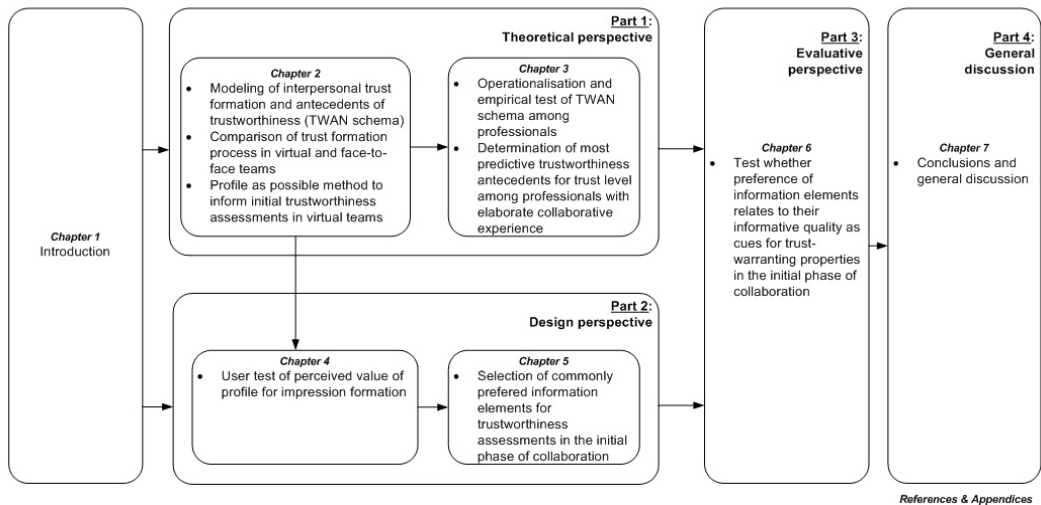 Chapter 1
Introduction
Part 1:
Theoretical perspective
Chapter 2
• Modeling of interpersonal trust
formation and antecedents of
trustworthiness (TWAN schema)
• Comparison of trust formation
process in virtual and face-to-
face teams
• Profile as possible method to
inform initial trustworthiness
assessments in virtual teams
Chapter 3
• Operationalisation and
empirical test of TWAN
schema among
professionals
• Determination of most
predictive trustworthiness
antecedents for trust level
among professionals with
elaborate collaborative
experience
Part 2:
Design perspective
Chapter 4
• User test of perceived value of
profile for impression formation
Chapter 5
• Selection of commonly
prefered information
elements for
trustworthiness
assessments in the initial
phase of collaboration
Part 3:
Evaluative
perspective
Chapter 6
• Test whether
preference of
information elements
relates to their
informative quality as
cues for trust-
warranting properties
in the initial phase of
collaboration
Part 4:
General
discussion
Chapter 7
• Conclusions and
general discussion
References & Appendices